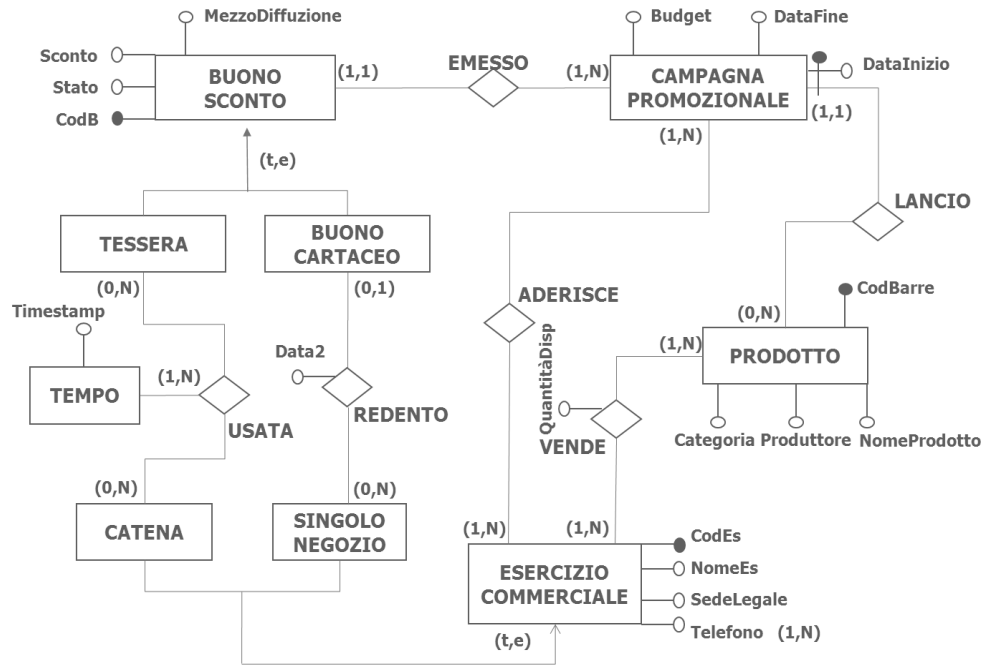 MezzoDiffuzione
Budget
DataFine
Sconto
Stato
CodB
BUONO
SCONTO
(1,1)
EMESSO
(1,N)
CAMPAGNA
PROMOZIONALE
DataInizio
(1,1)
(1,N)
(t,e)
LANCIO
TESSERA
BUONO
CARTACEO
(0,N)
(0,1)
ADERISCE
CodBarre
Timestamp
(0,N)
QuantitàDisp
Data2
(1,N)
PRODOTTO
TEMPO
(1,N)
REDENTO
USATA
VENDE
Categoria
Produttore
NomeProdotto
(0,N)
(0,N)
CATENA
SINGOLO
NEGOZIO
(1,N)
(1,N)
CodEs
ESERCIZIO
COMMERCIALE
NomeEs
SedeLegale
Telefono (1,N)
(t,e)